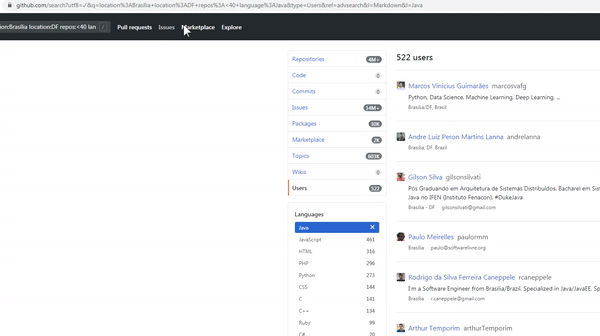 github.com/search?utf8=✓&q=location%3ABrasilia+location%3ADF+repos%3A<40+language%3AJava&type=Users&ref=advsearch&l=Markdown&l=Java
tion:Brasilia location:DF repos:<40 lan
Pull requests Issues Marketplace Explore
Repositories 4M+
Code 0
Commits 0
Issues 14M+
Packages 30K
Marketplace 2K
Topics 603K
Wikis 0
Users 522
Languages
Java ×
JavaScript 461
HTML 316
PHP 296
Python 273
CSS 144
C 141
C++ 134
Ruby 99
C# 20
522 users
Marcos Vinicius Guimarães marcosvafg
Python, Data Science, Machine Learning, Deep Learning, ...
Brasilia/DF, Brasil
Andre Luiz Peron Martins Lanna andrelanna
Brasília, DF, Brazil
Gilson Silva gilsonsilvati
Pós Graduando em Arquitetura de Sistemas Distribuídos, Bacharel em Sist
Java no IFEN (Instituto Fenacon), #DukeJava
Brasília - DF gilsonsilvati@gmail.com
Paulo Meirelles paulormm
Brasília paulo@softwarelivre.org
Rodrigo da Silva Ferreira Caneppele rcaneppele
I'm a Software Engineer from Brasília/Brazil. Specialized in Java/JavaEE, Sp
Brasília r.caneppele@gmail.com
Arthur Temporim arthurTemporim